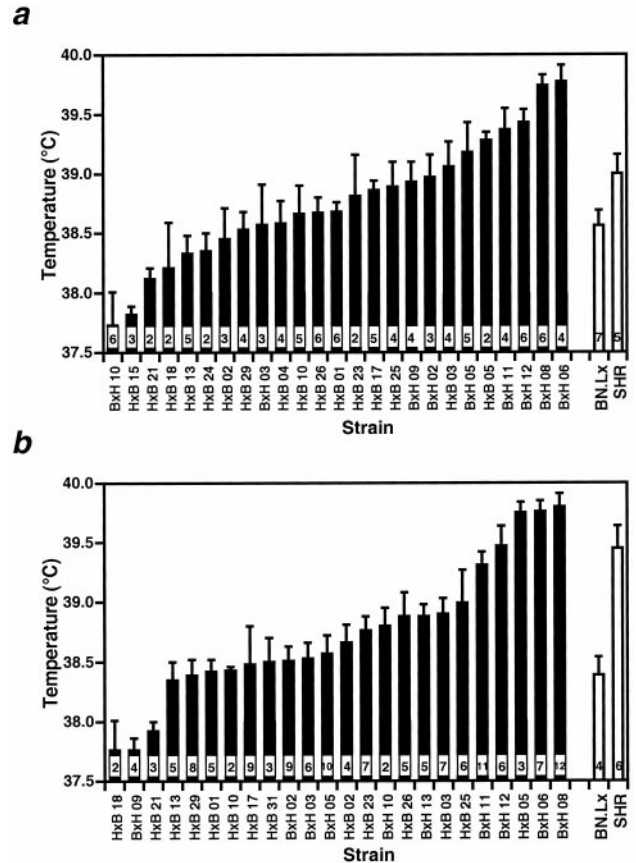 a
Temperature (°C)
40.0
39.5
39.0
38.5
38.0
37.5
6 3 2 2 5 2 3 4 3 4 5 6 6 2 5 4 4 3 4 5 2 4 6 6 4 7 5
BxH 10
HxB 15
HxB 21
HxB 18
HxB 13
HxB 24
HxB 02
HxB 29
BxH 03
HxB 04
HxB 10
HxB 26
HxB 01
HxB 23
HxB 17
HxB 25
BxH 09
BxH 02
HxB 03
BxH 05
HxB 05
BxH 11
BxH 12
BxH 08
BxH 06
BN.Lx
SHR
Strain
b
Temperature (°C)
40.0
39.5
39.0
38.5
38.0
37.5
2 4 3 5 8 5 2 9 3 9 6 10 4 7 2 5 5 7 6 11 6 3 7 12 4 6
HxB 18
BxH 09
HxB 21
HxB 13
HxB 29
HxB 01
HxB 10
HxB 17
HxB 31
BxH 02
BxH 03
BxH 05
HxB 02
HxB 23
BxH 10
HxB 26
BxH 13
HxB 03
HxB 25
BxH 11
BxH 12
HxB 05
BxH 06
BxH 08
BN.Lx
SHR
Strain